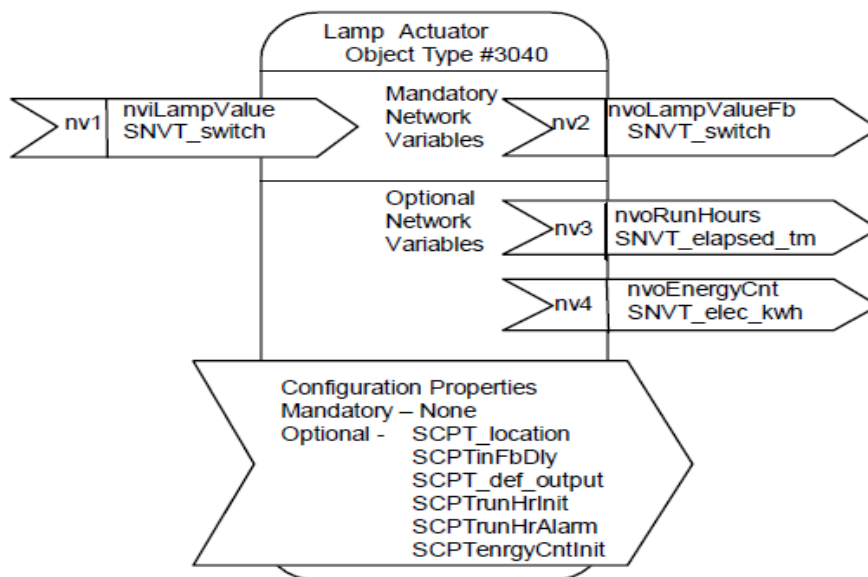 Lamp Actuator
Object Type #3040
nv1
nviLampValue
SNVT_switch
Mandatory
Network
Variables
nv2
nvoLampValueFb
SNVT_switch
Optional
Network
Variables
nv3
nvoRunHours
SNVT_elapsed_tm
nv4
nvoEnergyCnt
SNVT_elec_kwh
Configuration Properties
Mandatory – None
Optional - SCPT_location
SCPTinFbDly
SCPT_def_output
SCPTrunHrInit
SCPTrunHrAlarm
SCPTenrgyCntInit